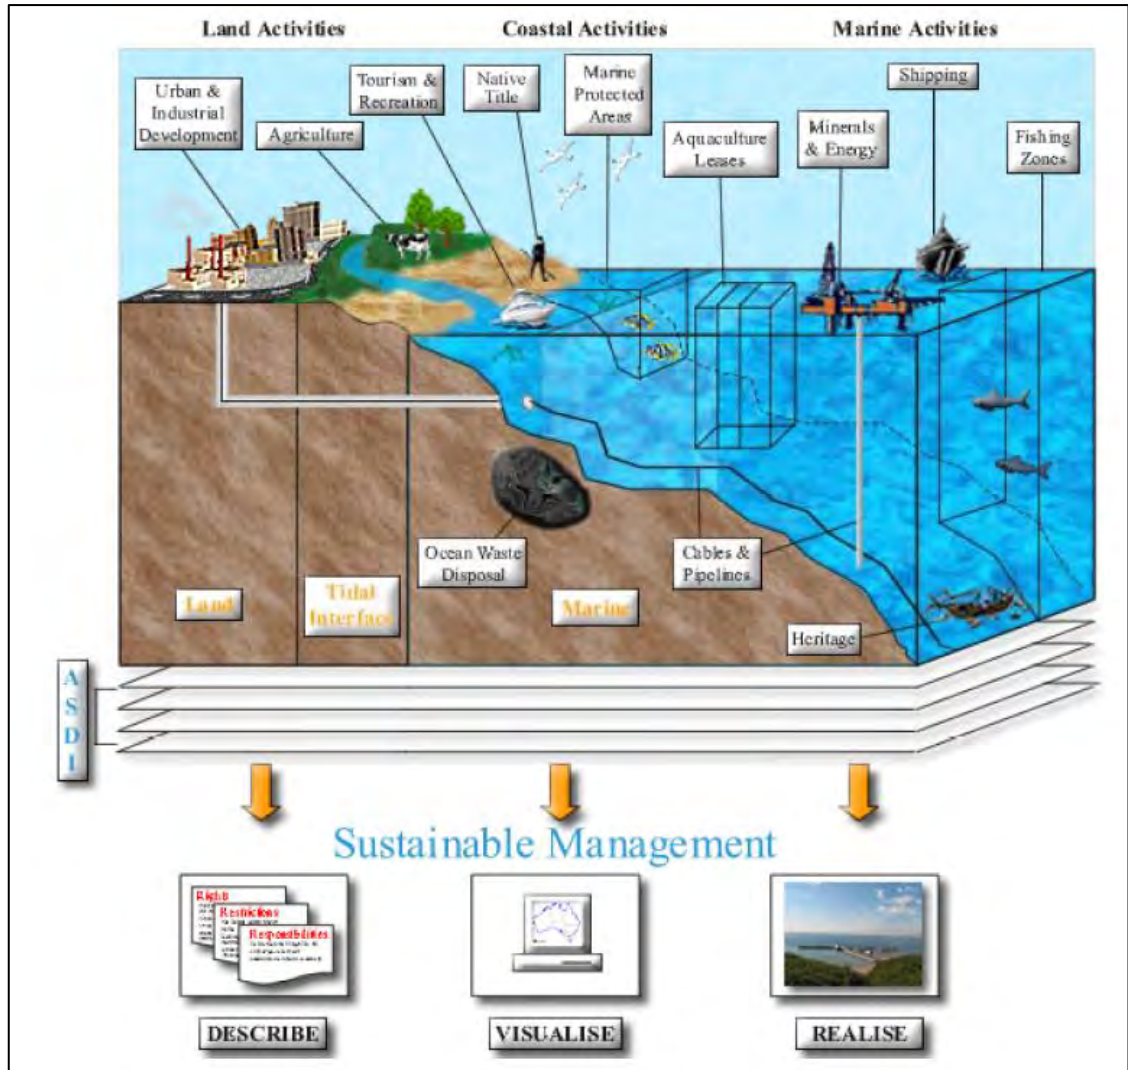 Land Activities
Coastal Activities
Marine Activities
Urban &
Industrial
Development
Agriculture
Tourism &
Recreation
Native
Title
Marine
Protected
Areas
Aquaculture
Leases
Minerals
& Energy
Shipping
Fishing
Zones
Ocean Waste
Disposal
Cables &
Pipelines
Heritage
Land
Tidal
Interface
Marine
A
S
D
I
Sustainable Management
Rights
Restrictions
Responsibilities
DESCRIBE
VISUALISE
REALISE